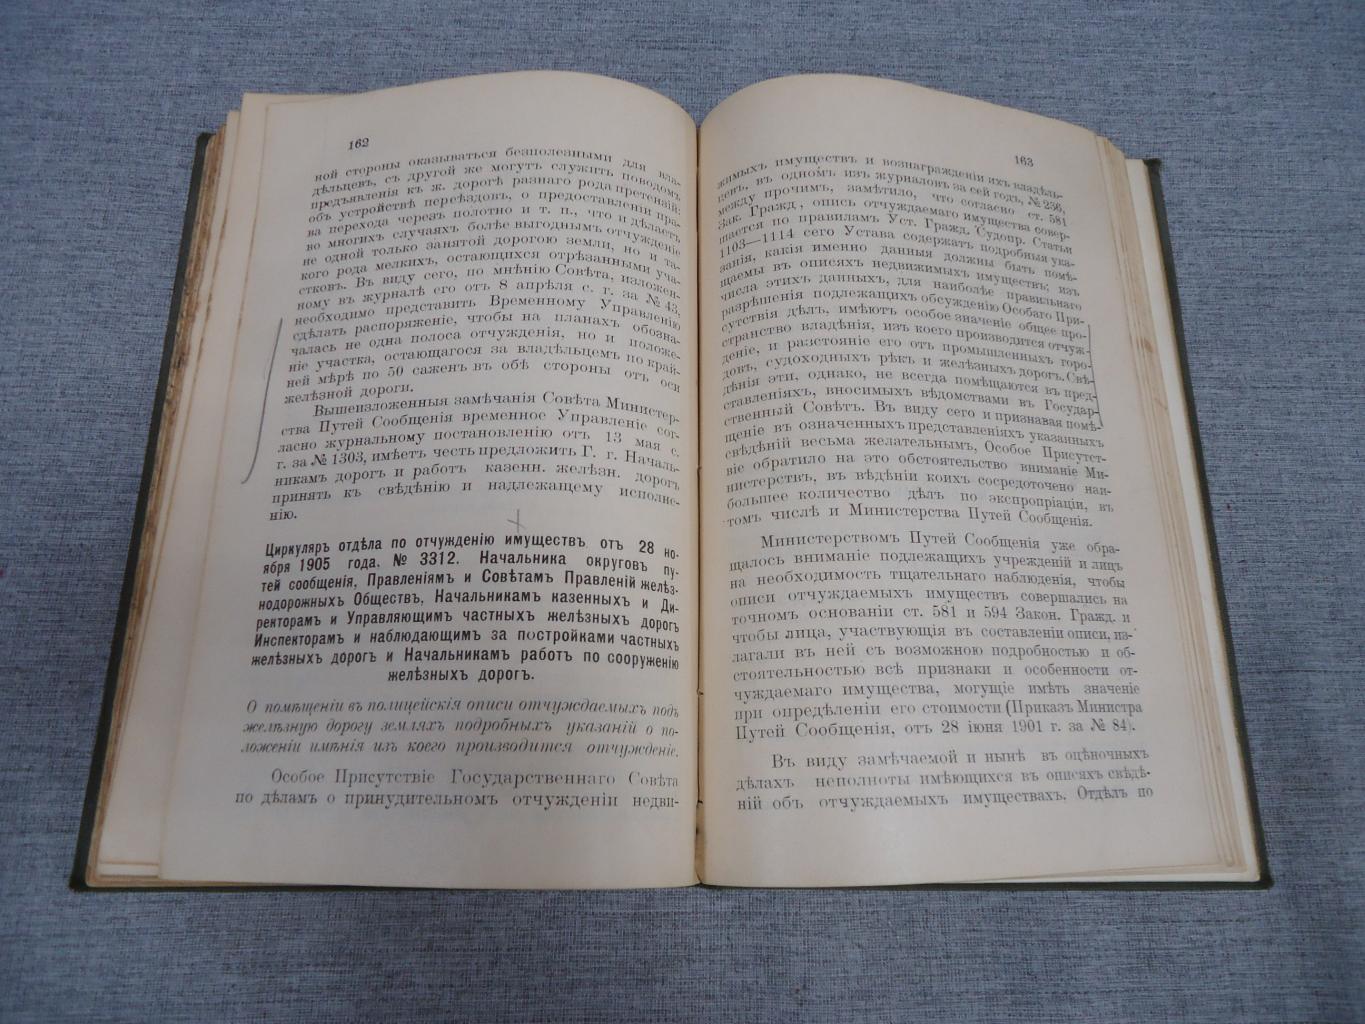 162
ной стороны оказываться безполезными для вла-
дѣльцевъ, съ другой же могутъ служить поводомъ
предъявленія къ ж. дорогѣ разнаго рода претензій:
объ устройствѣ переѣздовъ, о предоставленіи пра-
ва перехода черезъ полотно и т. п., что и дѣлаетъ
во многихъ случаяхъ болѣе выгоднымъ отчужденіе
не одной только занятой дорогою земли, но и та-
кого рода мелкихъ, остающихся отрѣзанными уча-
стковъ. Въ виду сего, по мнѣнію Совѣта, изложен-
ному въ журналѣ его отъ 8 апрѣля с. г. за № 43,
необходимо представить Временному Управленію
сдѣлать распоряженіе, чтобы на планахъ обозна-
чалась не одна полоса отчужденія, но и положе-
ніе участка, остающагося за владѣльцемъ по край-
ней мѣрѣ по 50 саженъ въ обѣ стороны отъ оси
желѣзной дороги.
Вышеизложенныя замѣчанія Совѣта Министер-
ства Путей Сообщенія временное Управленіе сог-
ласно журнальному постановленію отъ 13 мая с.
г. за № 1303, имѣетъ честь предложить Г. г. Началь-
никамъ дорогъ и работъ казенн. желѣзн. дорогъ
принять къ свѣдѣнію и надлежащему исполне-
нію.
Циркуляръ отдѣла по отчужденію имуществъ отъ 28 но-
ября 1905 года, № 3312. Начальника округовъ пу-
тей сообщенія, Правленіямъ и Совѣтамъ Правленій желѣз-
нодорожныхъ Обществъ, Начальникамъ казенныхъ и Ди-
ректорамъ и Управляющимъ частныхъ желѣзныхъ дорогъ
Инспекторамъ и наблюдающимъ за постройками частныхъ
желѣзныхъ дорогъ и Начальникамъ работъ по сооруженію
желѣзныхъ дорогъ.
О помѣщеніи въ полицейскія описи отчуждаемыхъ подъ
желѣзную дорогу земляхъ подробныхъ указаній о по-
ложеніи имѣнія изъ коего производится отчужденіе.
Особое Присутствіе Государственнаго Совѣта
по дѣламъ о принудительномъ отчужденіи недви-
163
жимыхъ имуществъ и вознагражденіи ихъ владѣль-
цевъ, въ одномъ изъ журналовъ за сей годъ, № 236,
между прочимъ, замѣтило, что согласно ст. 581
Зак. Гражд, опись отчуждаемаго имущества совер-
шается по правиламъ Уст. Гражд. Судопр. Статьи
1103—1114 сего Устава содержатъ подробныя ука-
занія, какія именно данныя должны быть помѣ-
щаемы въ описяхъ недвижимыхъ имуществъ; изъ
числа этихъ данныхъ, для наиболѣе правильнаго
разрѣшенія подлежащихъ обсужденію Особаго При-
сутствія дѣлъ, имѣютъ особое значеніе общее про-
странство владѣнія, изъ коего производится отчуж-
деніе, и разстояніе его отъ промышленныхъ горо-
довъ, судоходныхъ рѣкъ и желѣзныхъ дорогъ. Свѣ-
дѣнія эти, однако, не всегда помѣщаются въ пред-
ставленіяхъ, вносимыхъ вѣдомствами въ Государ-
ственный Совѣтъ. Въ виду сего и признавая помѣ-
щеніе въ означенныхъ представленіяхъ указанныхъ
свѣдѣній весьма желательнымъ, Особое Присутст-
віе обратило на это обстоятельство вниманіе Ми-
нистерствъ, въ вѣдѣніи коихъ сосредоточено наи-
большее количество дѣлъ по экспропріаціи, въ
томъ числѣ и Министерства Путей Сообщенія.
Министерствомъ Путей Сообщенія уже обра-
щалось вниманіе подлежащихъ учрежденій и лицъ
на необходимость тщательнаго наблюденія, чтобы
описи отчуждаемыхъ имуществъ совершались на
точномъ основаніи ст. 581 и 594 Закон. Гражд. и
чтобы лица, участвующія въ составленіи описи, из-
лагали въ ней съ возможною подробностью и об-
стоятельностью всѣ признаки и особенности от-
чуждаемаго имущества, могущіе имѣть значеніе
при опредѣленіи его стоимости (Приказъ Министра
Путей Сообщенія, отъ 28 іюня 1901 г. за № 84).
Въ виду замѣчаемой и нынѣ въ оцѣночныхъ
дѣлахъ неполноты имѣющихся въ описяхъ свѣдѣ-
ній объ отчуждаемыхъ имуществахъ. Отдѣлъ по